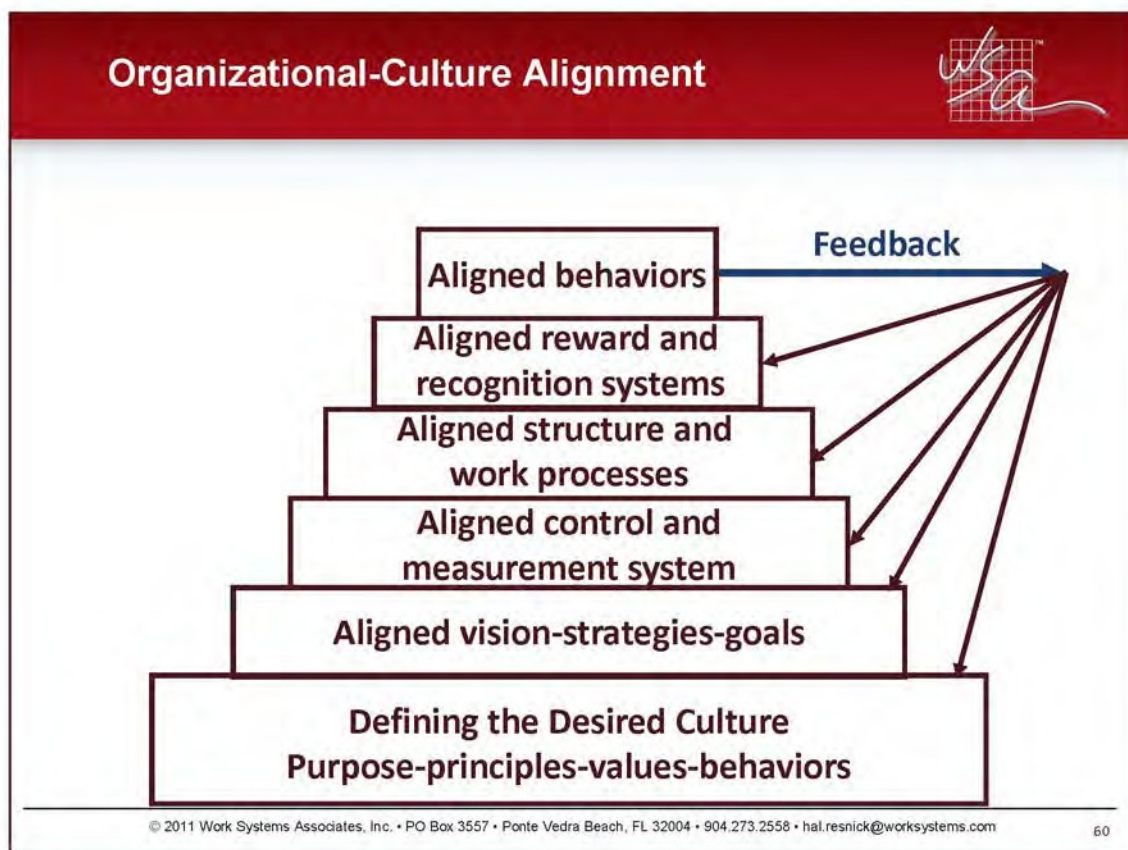 Organizational-Culture Alignment
WSA™
Feedback
Aligned behaviors
Aligned reward and
recognition systems
Aligned structure and
work processes
Aligned control and
measurement system
Aligned vision-strategies-goals
Defining the Desired Culture
Purpose-principles-values-behaviors
© 2011 Work Systems Associates, Inc. • PO Box 3557 • Ponte Vedra Beach, FL 32004 • 904.273.2558 • hal.resnick@worksystems.com
60